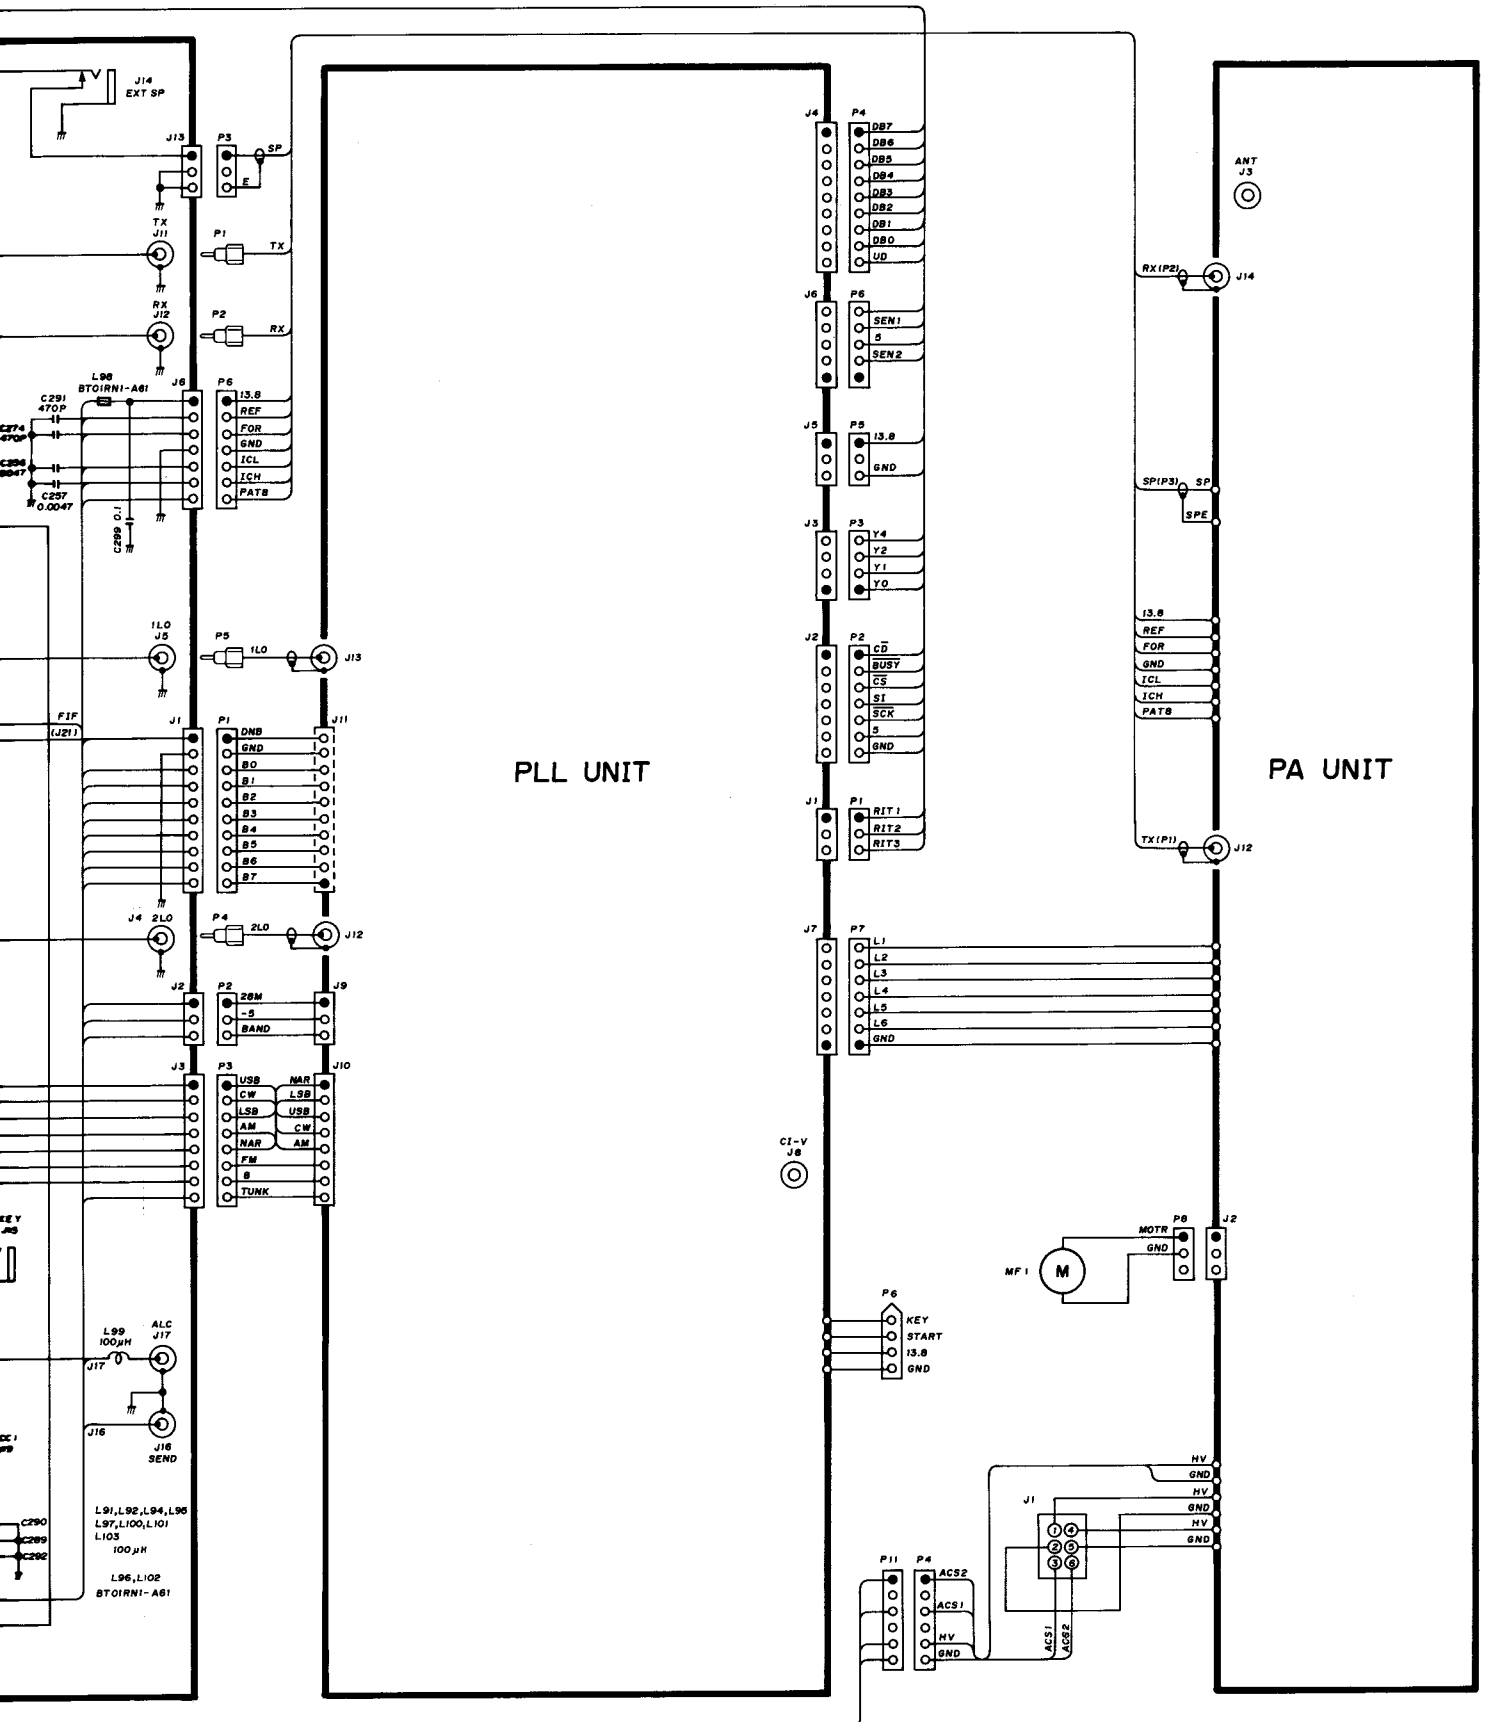 J14
EXT SP
J13
P3
SP
E
TX
J11
P1
TX
RX
J12
P2
RX
L98
BT01RN1-A61
J6
P6
C291
470P
C274
470P
C257
0.0047
C299 0.1
13.8
REF
FOR
GND
ICL
ICH
PAT8
1LO
J5
P5
1LO
J13
FIF
(J21)
J1
P1
J11
DNB
GND
B0
B1
B2
B3
B4
B5
B6
B7
J4 2LO
P4
2LO
J12
J2
P2
J9
28M
-5
BAND
J3
P3
J10
USB
NAR
CW
LSB
LSB
USB
AM
CW
NAR
AM
FM
8
TUNK
L99
100μH
ALC
J17
J17
J16
J16
SEND
L91,L92,L94,L95
L97,L100,L101
L103
100μH
L96,L102
BT01RN1-A61
C290
C289
C292
PLL UNIT
J4
P4
DB7
DB6
DB5
DB4
DB3
DB2
DB1
DB0
UD
J6
P6
SEN1
5
SEN2
J5
P5
13.8
GND
J3
P3
Y4
Y2
Y1
Y0
J2
P2
CD̅
B̅U̅S̅Y̅
C̅S̅
SI
S̅C̅K̅
5
GND
J1
P1
RIT1
RIT2
RIT3
J7
P7
L1
L2
L3
L4
L5
L6
GND
CI-V
J8
P6
KEY
START
13.8
GND
P11
P4
ACS2
ACS1
HV
GND
PA UNIT
ANT
J3
RX(P2)
J14
SP(P3) SP
SPE
13.8
REF
FOR
GND
ICL
ICH
PAT8
TX(P1)
J12
P8
J2
MOTR
GND
MF1
M
HV
GND
HV
GND
HV
GND
J1
1 4
2 5
3 6
ACS1
ACS2